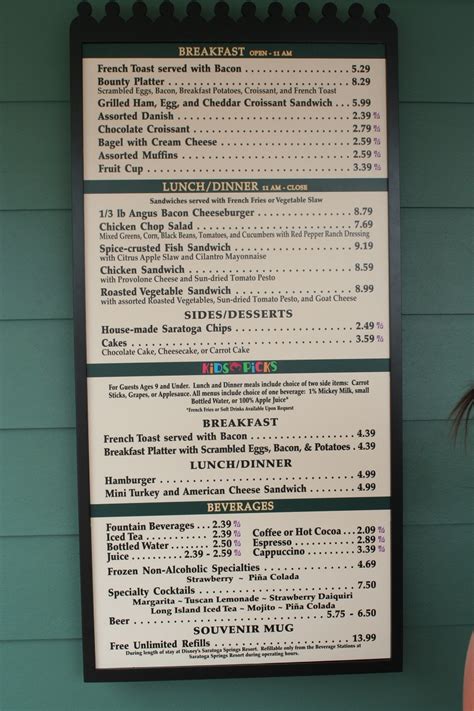 BREAKFAST OPEN - 11 AM
French Toast served with Bacon 5.29
Bounty Platter 8.29
Scrambled Eggs, Bacon, Breakfast Potatoes, Croissant, and French Toast
Grilled Ham, Egg, and Cheddar Croissant Sandwich 5.99
Assorted Danish 2.39
Chocolate Croissant 2.79
Bagel with Cream Cheese 2.59
Assorted Muffins 2.59
Fruit Cup 3.39
LUNCH/DINNER 11 AM - CLOSE
Sandwiches served with French Fries or Vegetable Slaw
1/3 lb Angus Bacon Cheeseburger 8.79
Chicken Chop Salad 7.69
Mixed Greens, Corn, Black Beans, Tomatoes, and Cucumbers with Red Pepper Ranch Dressing
Spice-crusted Fish Sandwich 9.19
with Citrus Apple Slaw and Cilantro Mayonnaise
Chicken Sandwich 8.59
with Provolone Cheese and Sun-dried Tomato Pesto
Roasted Vegetable Sandwich 8.99
with assorted Roasted Vegetables, Sun-dried Tomato Pesto, and Goat Cheese
SIDES/DESSERTS
House-made Saratoga Chips 2.49
Cakes 3.59
Chocolate Cake, Cheesecake, or Carrot Cake
KiDS PiCKS
For Guests Ages 9 and Under. Lunch and Dinner meals include choice of two side items: Carrot
Sticks, Grapes, or Applesauce. All menus include choice of one beverage: 1% Mickey Milk, small
Bottled Water, or 100% Apple Juice*
*French Fries or Soft Drinks Available Upon Request
BREAKFAST
French Toast served with Bacon 4.39
Breakfast Platter with Scrambled Eggs, Bacon, & Potatoes 4.39
LUNCH/DINNER
Hamburger 4.99
Mini Turkey and American Cheese Sandwich 4.99
BEVERAGES
Fountain Beverages 2.39
Iced Tea 2.39
Bottled Water 2.50
Juice 2.39 - 2.59
Coffee or Hot Cocoa 2.09
Espresso 2.89
Cappuccino 3.39
Frozen Non-Alcoholic Specialties 4.69
Strawberry ~ Piña Colada
Specialty Cocktails 7.50
Margarita ~ Tuscan Lemonade ~ Strawberry Daiquiri
Long Island Iced Tea ~ Mojito ~ Piña Colada
Beer 5.75 - 6.50
SOUVENIR MUG
Free Unlimited Refills 13.99
During length of stay at Disney's Saratoga Springs Resort. Refillable only from the Beverage Stations at
Saratoga Springs Resort during operating hours.